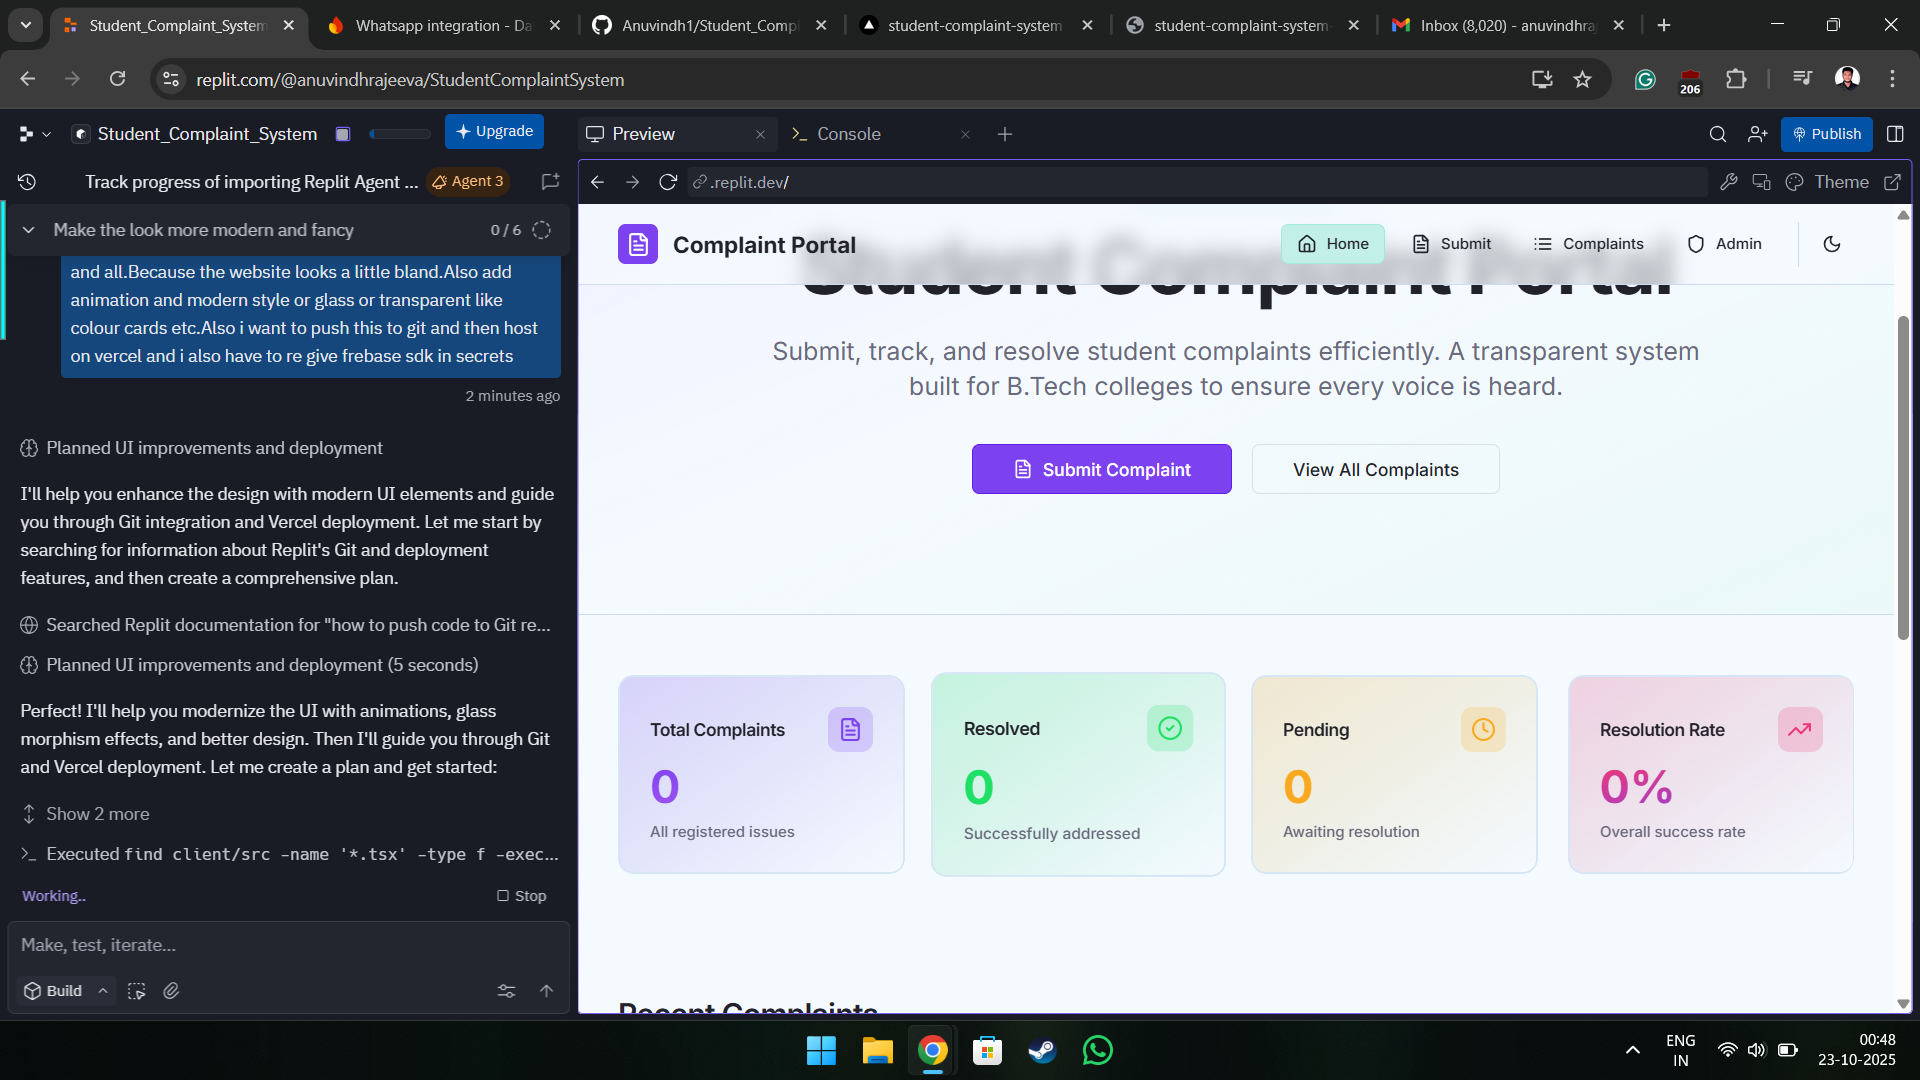 Student_Complaint_System
Whatsapp integration - Da
Anuvindh1/Student_Compl
student-complaint-system
student-complaint-system
Inbox (8,020) - anuvindhraj
replit.com/@anuvindhrajeeva/StudentComplaintSystem
206
Student_Complaint_System
Upgrade
Preview
Console
Publish
Track progress of importing Replit Agent ...
Agent 3
.replit.dev/
Theme
Make the look more modern and fancy
0 / 6
and all.Because the website looks a little bland.Also add
animation and modern style or glass or transparent like
colour cards etc.Also i want to push this to git and then host
on vercel and i also have to re give frebase sdk in secrets
2 minutes ago
Planned UI improvements and deployment
I'll help you enhance the design with modern UI elements and guide
you through Git integration and Vercel deployment. Let me start by
searching for information about Replit's Git and deployment
features, and then create a comprehensive plan.
Searched Replit documentation for "how to push code to Git re...
Planned UI improvements and deployment (5 seconds)
Perfect! I'll help you modernize the UI with animations, glass
morphism effects, and better design. Then I'll guide you through Git
and Vercel deployment. Let me create a plan and get started:
Show 2 more
Executed find client/src -name '*.tsx' -type f -exec...
Working..
Stop
Make, test, iterate...
Build
Complaint Portal
Home
Submit
Complaints
Admin
Student Complaint Portal
Submit, track, and resolve student complaints efficiently. A transparent system
built for B.Tech colleges to ensure every voice is heard.
Submit Complaint
View All Complaints
Total Complaints
0
All registered issues
Resolved
0
Successfully addressed
Pending
0
Awaiting resolution
Resolution Rate
0%
Overall success rate
Recent Complaints
ENG
IN
00:48
23-10-2025